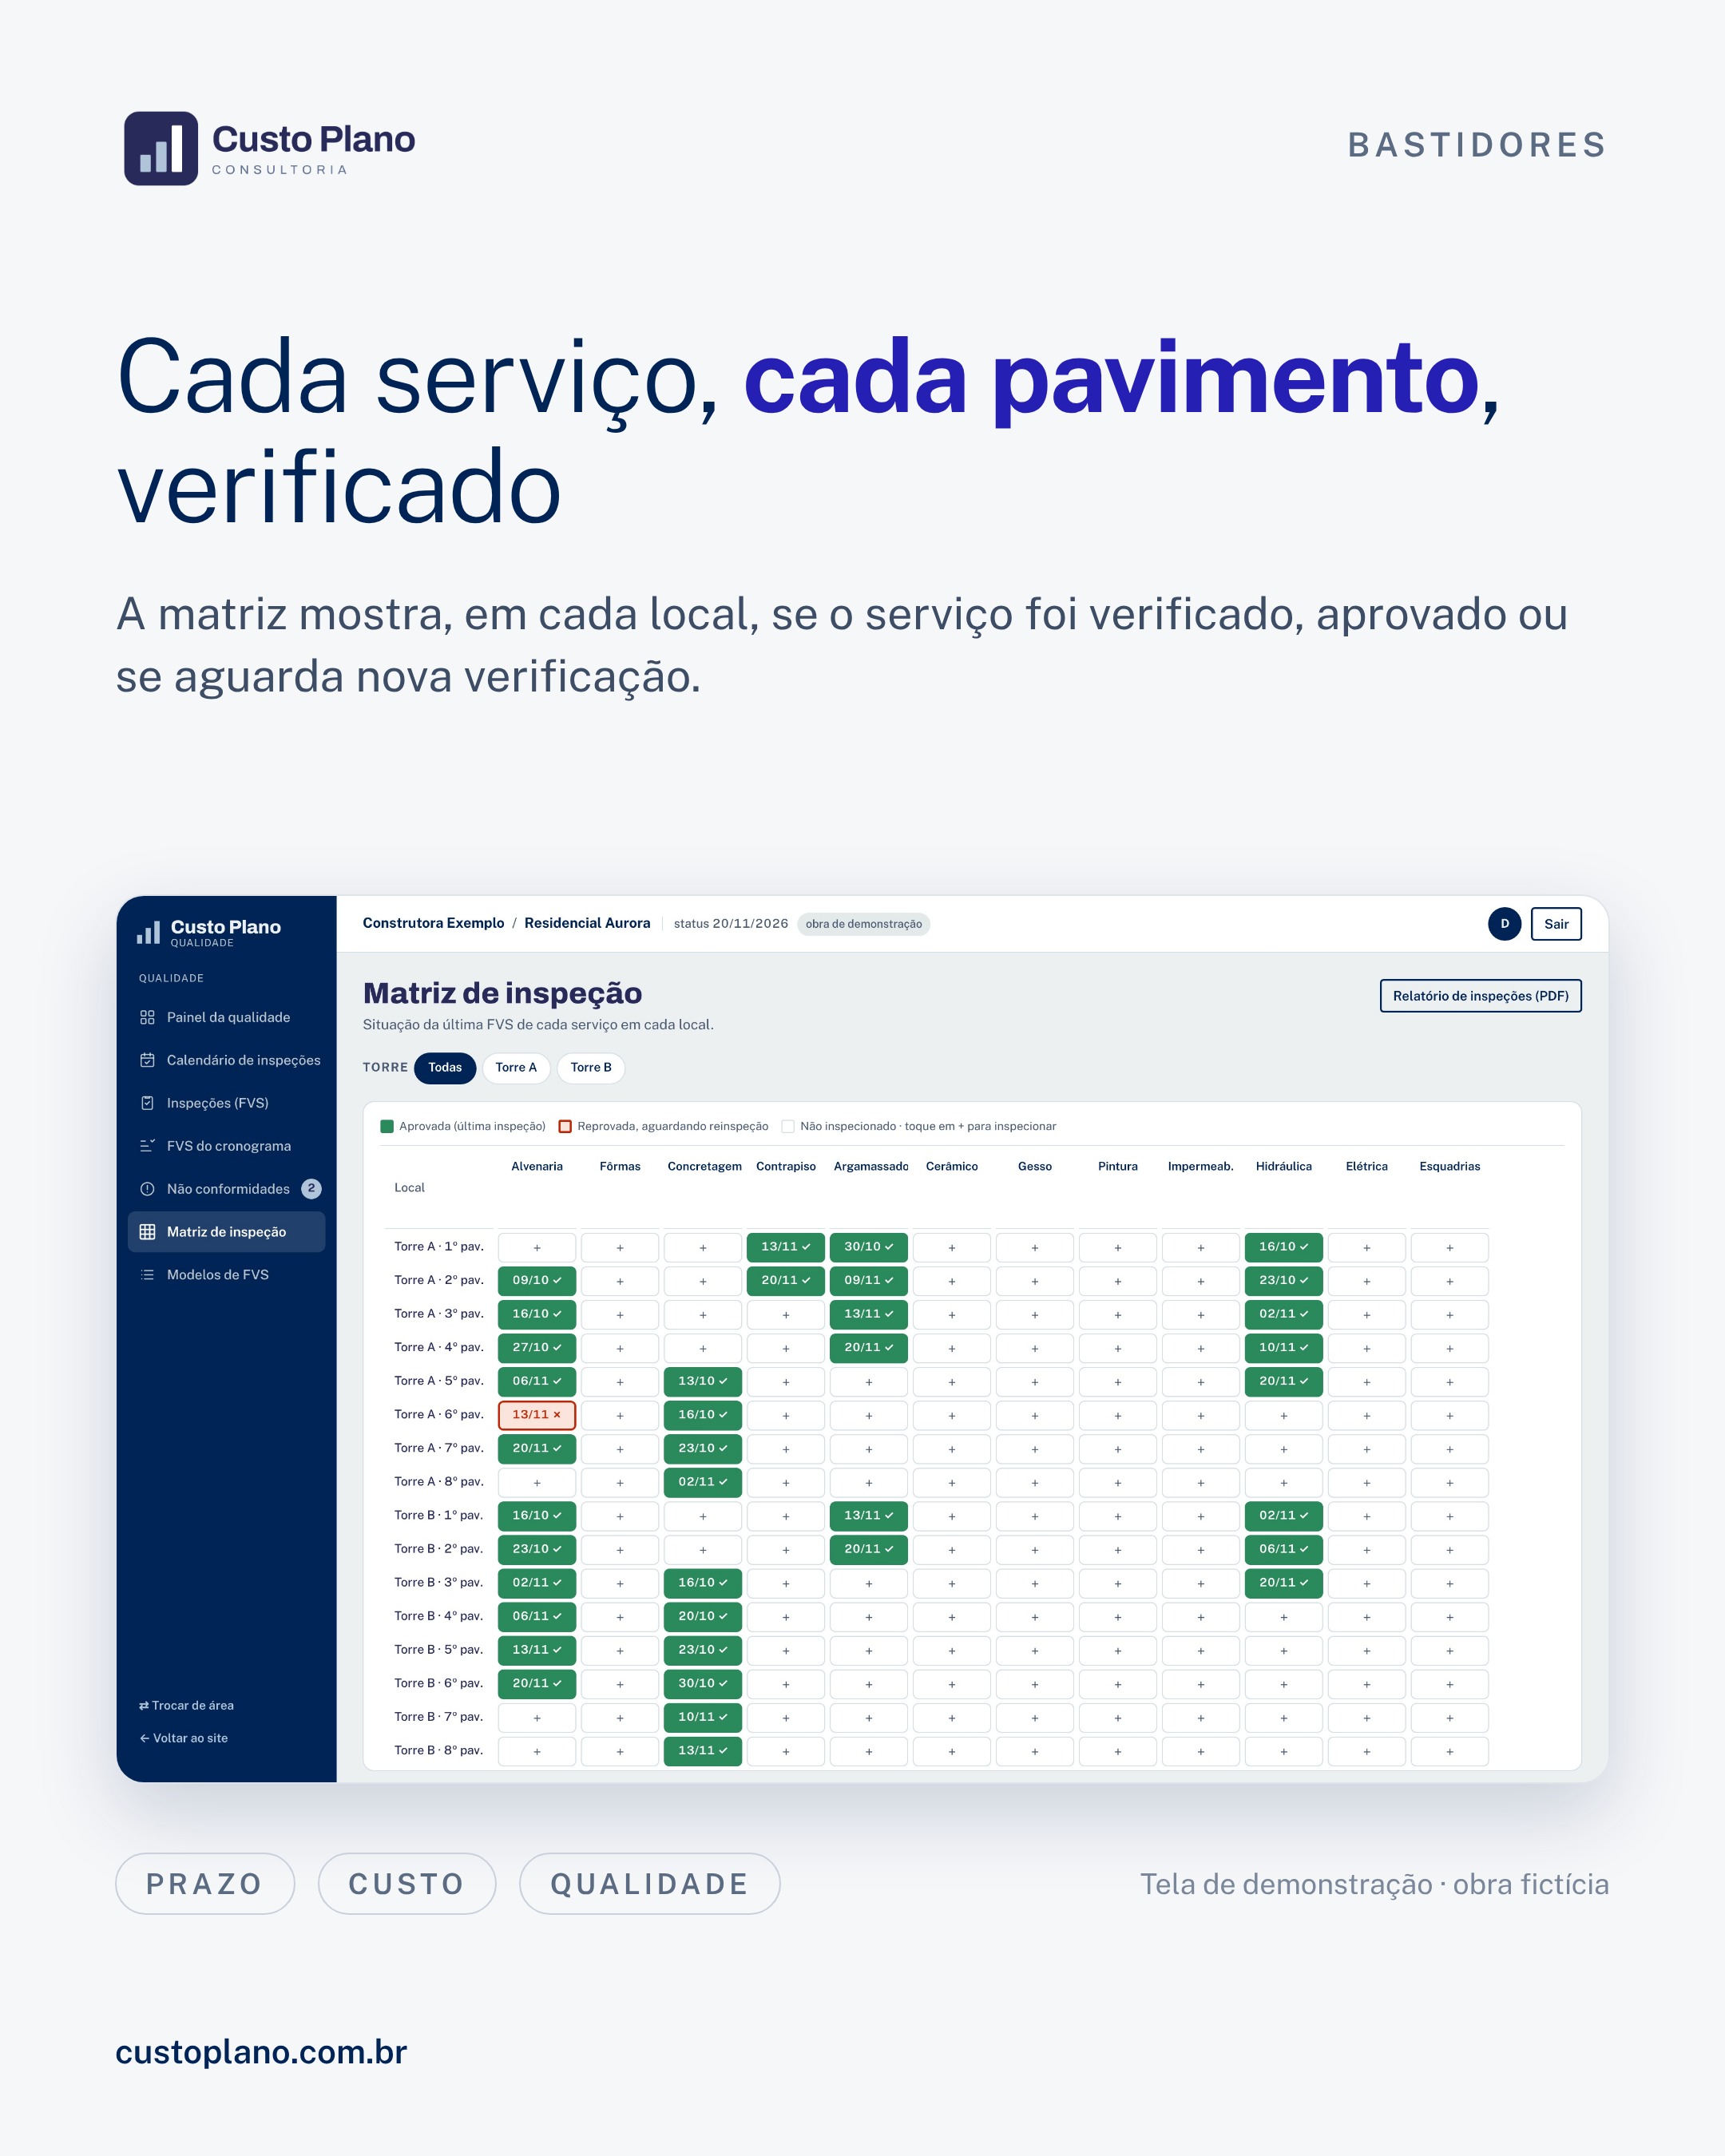 Custo Plano
CONSULTORIA
BASTIDORES
Cada serviço, cada pavimento,
verificado
A matriz mostra, em cada local, se o serviço foi verificado, aprovado ou
se aguarda nova verificação.
Custo Plano
QUALIDADE
QUALIDADE
Painel da qualidade
Calendário de inspeções
Inspeções (FVS)
FVS do cronograma
Não conformidades 2
Matriz de inspeção
Modelos de FVS
⇄ Trocar de área
← Voltar ao site
Construtora Exemplo / Residencial Aurora status 20/11/2026 obra de demonstração D Sair
Matriz de inspeção Relatório de inspeções (PDF)
Situação da última FVS de cada serviço em cada local.
TORRE Todas Torre A Torre B
Aprovada (última inspeção) Reprovada, aguardando reinspeção Não inspecionado · toque em + para inspecionar
Alvenaria Fôrmas Concretagem Contrapiso Argamassado Cerâmico Gesso Pintura Impermeab. Hidráulica Elétrica Esquadrias
Local
Torre A · 1º pav. + + + 13/11 ✓ 30/10 ✓ + + + + 16/10 ✓ + +
Torre A · 2º pav. 09/10 ✓ + + 20/11 ✓ 09/11 ✓ + + + + 23/10 ✓ + +
Torre A · 3º pav. 16/10 ✓ + + + 13/11 ✓ + + + + 02/11 ✓ + +
Torre A · 4º pav. 27/10 ✓ + + + 20/11 ✓ + + + + 10/11 ✓ + +
Torre A · 5º pav. 06/11 ✓ + 13/10 ✓ + + + + + + 20/11 ✓ + +
Torre A · 6º pav. 13/11 × + 16/10 ✓ + + + + + + + + +
Torre A · 7º pav. 20/11 ✓ + 23/10 ✓ + + + + + + + + +
Torre A · 8º pav. + + 02/11 ✓ + + + + + + + + +
Torre B · 1º pav. 16/10 ✓ + + + 13/11 ✓ + + + + 02/11 ✓ + +
Torre B · 2º pav. 23/10 ✓ + + + 20/11 ✓ + + + + 06/11 ✓ + +
Torre B · 3º pav. 02/11 ✓ + 16/10 ✓ + + + + + + 20/11 ✓ + +
Torre B · 4º pav. 06/11 ✓ + 20/10 ✓ + + + + + + + + +
Torre B · 5º pav. 13/11 ✓ + 23/10 ✓ + + + + + + + + +
Torre B · 6º pav. 20/11 ✓ + 30/10 ✓ + + + + + + + + +
Torre B · 7º pav. + + 10/11 ✓ + + + + + + + + +
Torre B · 8º pav. + + 13/11 ✓ + + + + + + + + +
PRAZO CUSTO QUALIDADE Tela de demonstração · obra fictícia
custoplano.com.br